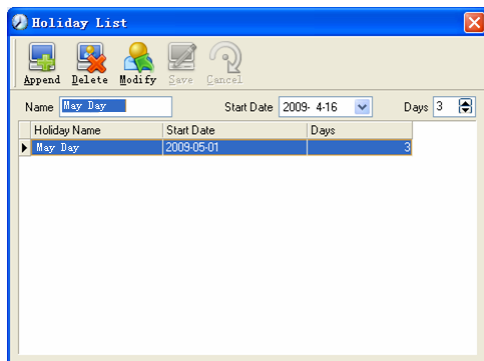 Holiday List
Append Delete Modify Save Cancel
Name May Day Start Date 2009- 4-16 Days 3
Holiday Name Start Date Days
May Day 2009-05-01 3